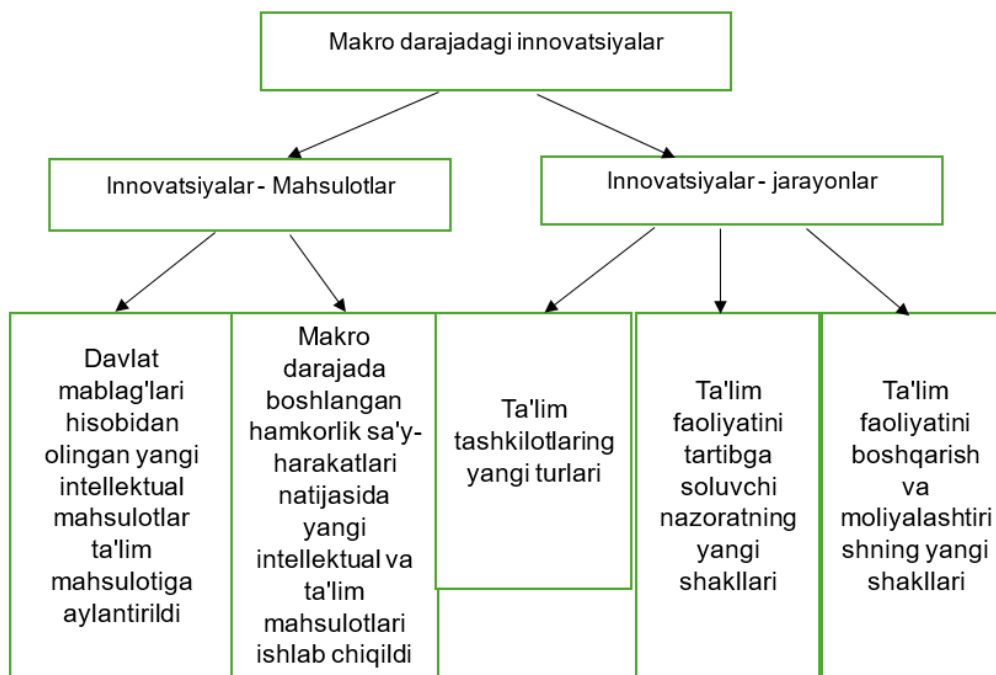 Makro darajadagi innovatsiyalar
Innovatsiyalar - Mahsulotlar
Innovatsiyalar - jarayonlar
Davlat
mablag'lari
hisobidan
olingan yangi
intellektual
mahsulotlar
ta'lim
mahsulotiga
aylantirildi
Makro
darajada
boshlangan
hamkorlik sa'y-
harakatlari
natijasida
yangi
intellektual va
ta'lim
mahsulotlari
ishlab chiqildi
Ta'lim
tashkilotlaring
yangi turlari
Ta'lim
faoliyatini
tartibga
soluvchi
nazoratning
yangi
shakllari
Ta'lim
faoliyatini
boshqarish
va
moliyalashtiri
shning yangi
shakllari